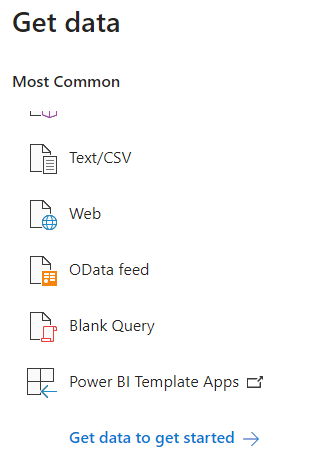 Get data
Most Common
Text/CSV
Web
OData feed
Blank Query
Power BI Template Apps
Get data to get started